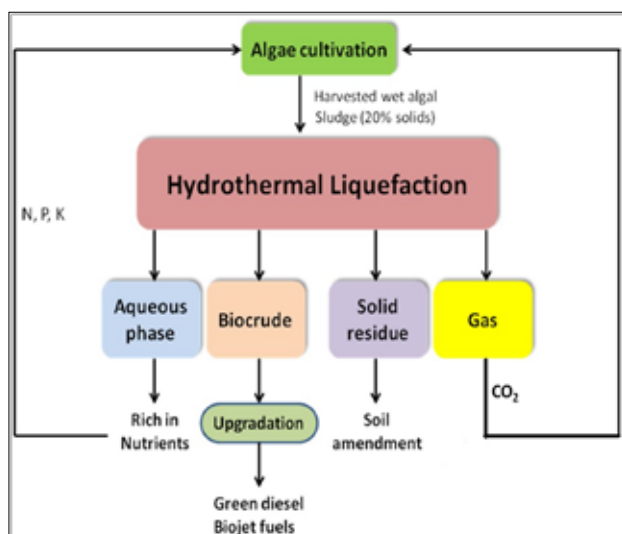 Algae cultivation
Harvested wet algal
Sludge (20% solids)
Hydrothermal Liquefaction
N, P, K
Aqueous
phase
Biocrude
Solid
residue
Gas
CO₂
Rich in
Nutrients
Upgradation
Soil
amendment
Green diesel
Biojet fuels